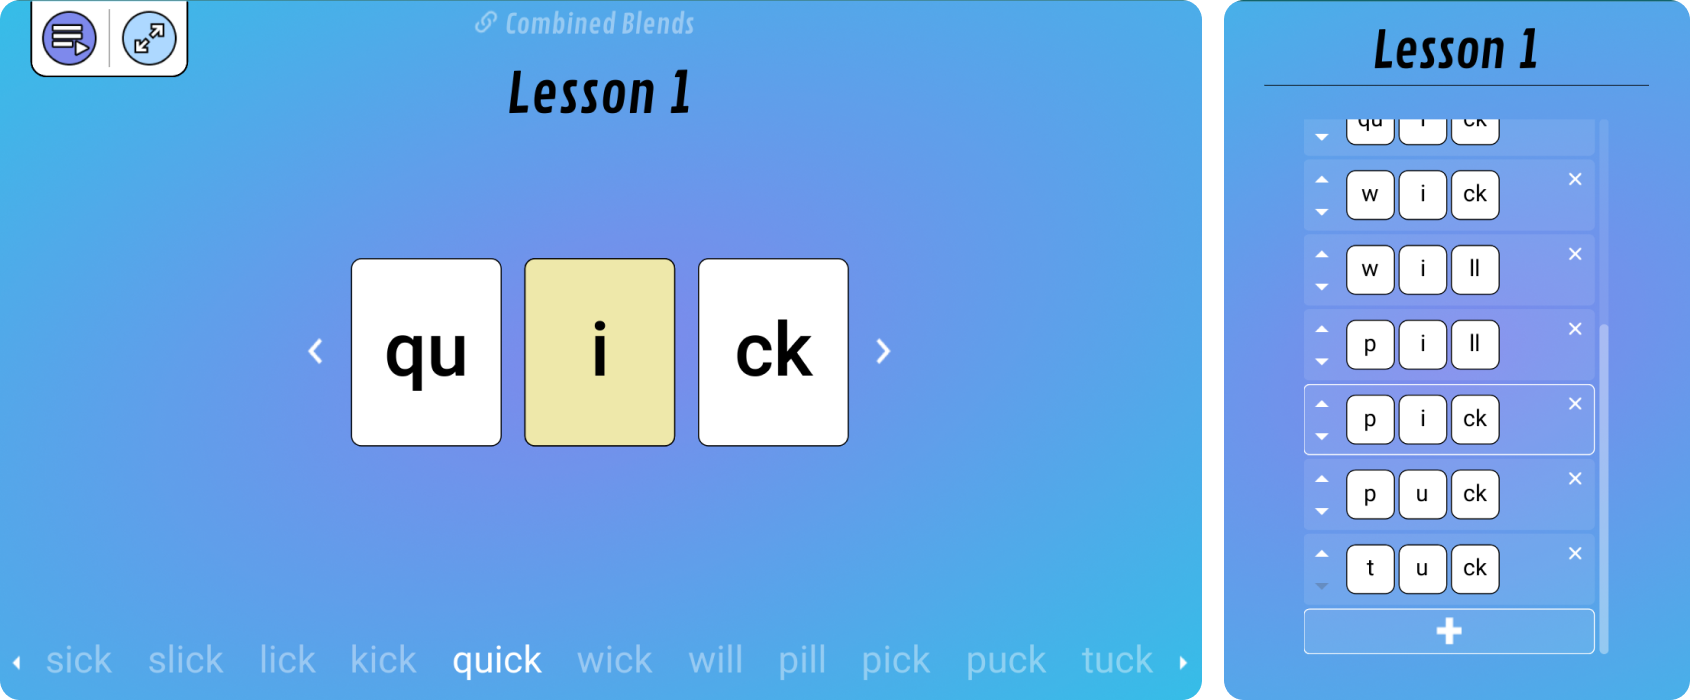 Combined Blends
Lesson 1
qu i ck
sick slick lick kick quick wick will pill pick puck tuck
Lesson 1
qu i ck
w i ck
w i ll
p i ll
p i ck
p u ck
t u ck